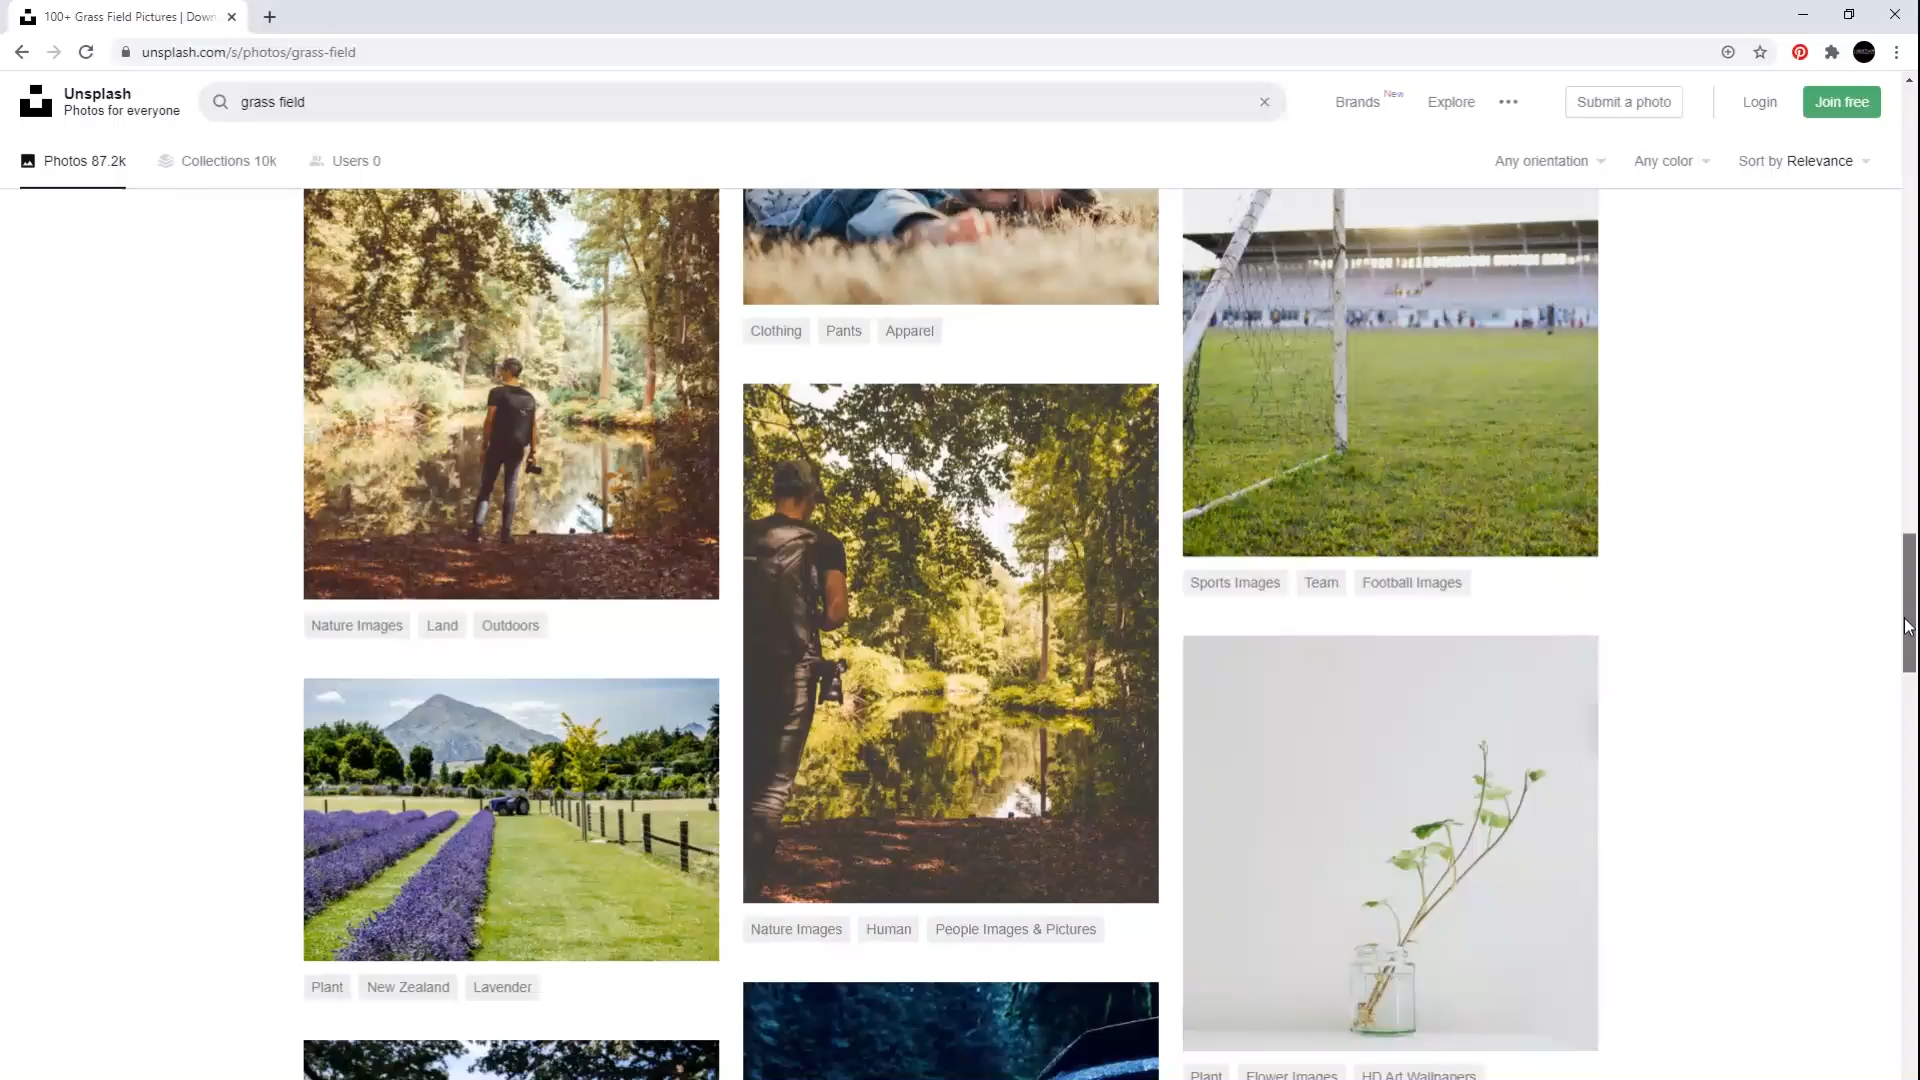 100+ Grass Field Pictures | Down
unsplash.com/s/photos/grass-field
Unsplash
Photos for everyone
grass field
Brands New
Explore
Submit a photo
Login
Join free
Photos 87.2k
Collections 10k
Users 0
Any orientation
Any color
Sort by Relevance
Clothing Pants Apparel
Sports Images Team Football Images
Nature Images Land Outdoors
Nature Images Human People Images & Pictures
Plant New Zealand Lavender
Plant Flower Images HD Art Wallpapers